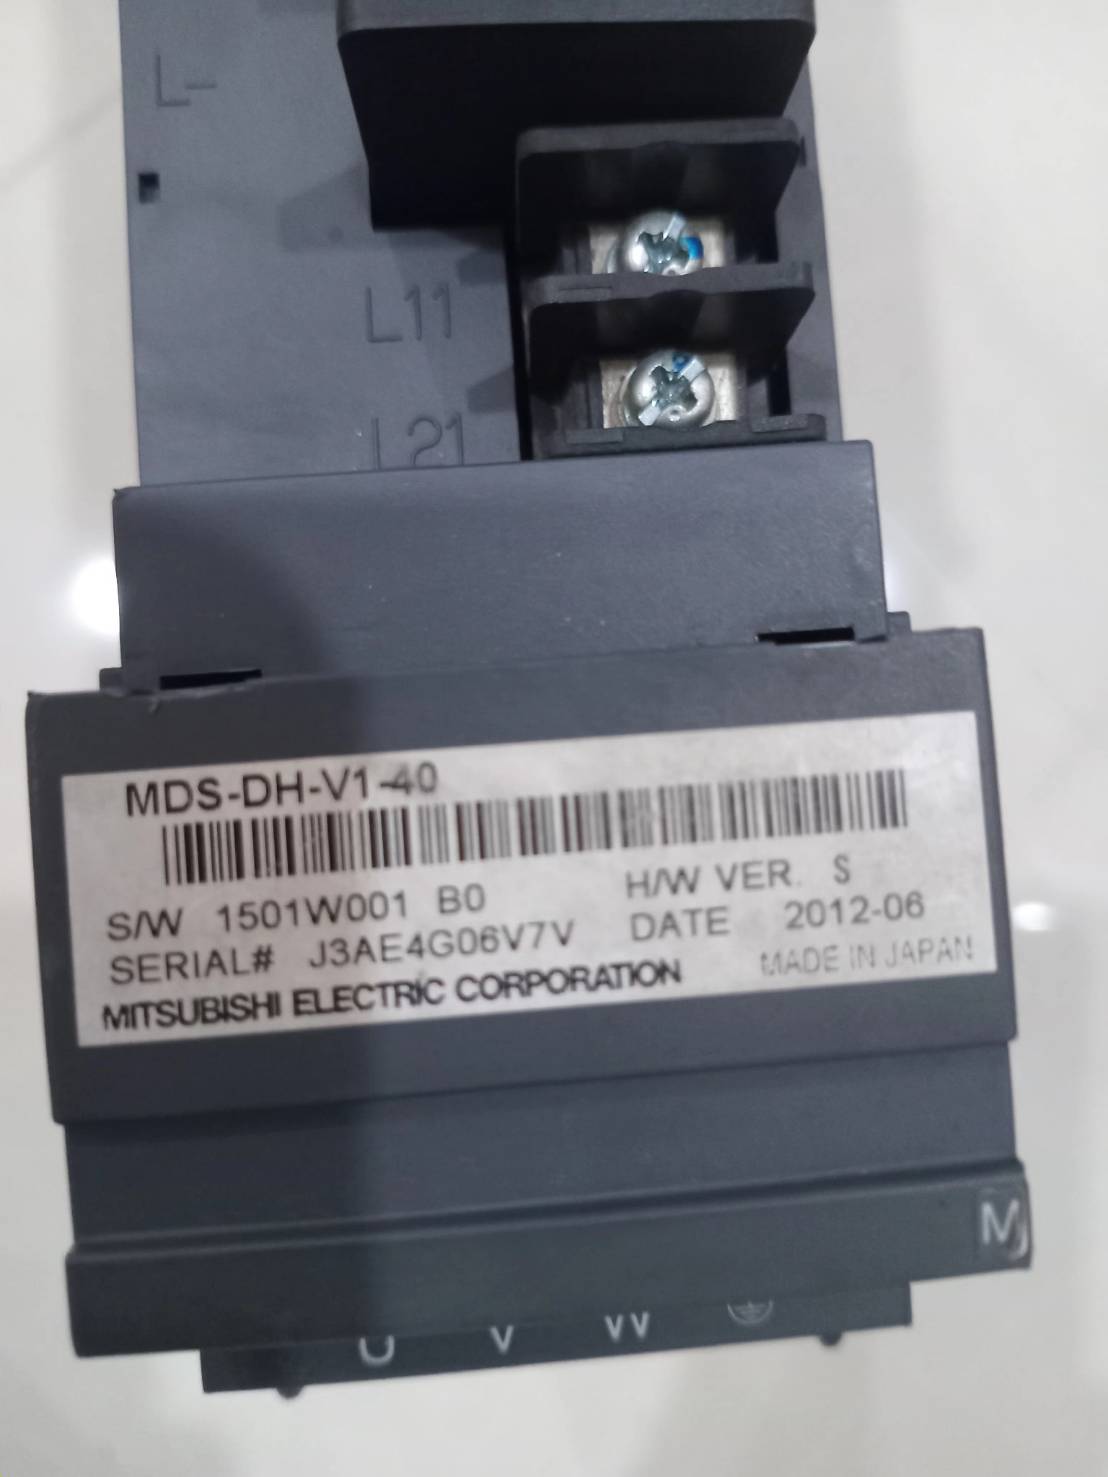 L-
L11
L21
MDS-DH-V1-40
S/W 1501W001 B0 H/W VER. S
SERIAL# J3AE4G06V7V DATE 2012-06
MITSUBISHI ELECTRIC CORPORATION MADE IN JAPAN
MJ
U V W